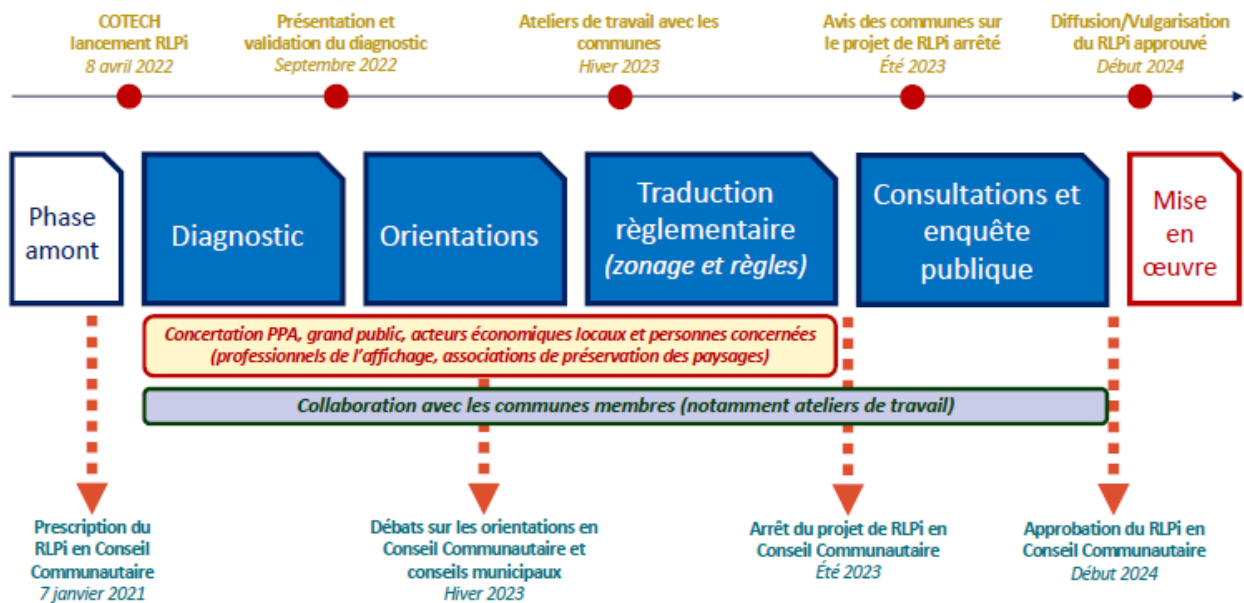 COTECH
lancement RLPi
8 avril 2022
Présentation et
validation du diagnostic
Septembre 2022
Ateliers de travail avec les
communes
Hiver 2023
Avis des communes sur
le projet de RLPi arrêté
Été 2023
Diffusion/Vulgarisation
du RLPi approuvé
Début 2024
Phase
amont
Diagnostic
Orientations
Traduction
règlementaire
(zonage et règles)
Consultations et
enquête
publique
Mise
en
œuvre
Concertation PPA, grand public, acteurs économiques locaux et personnes concernées
(professionnels de l'affichage, associations de préservation des paysages)
Collaboration avec les communes membres (notamment ateliers de travail)
Prescription du
RLPi en Conseil
Communautaire
7 janvier 2021
Débats sur les orientations en
Conseil Communautaire et
conseils municipaux
Hiver 2023
Arrêt du projet de RLPi en
Conseil Communautaire
Été 2023
Approbation du RLPi en
Conseil Communautaire
Début 2024